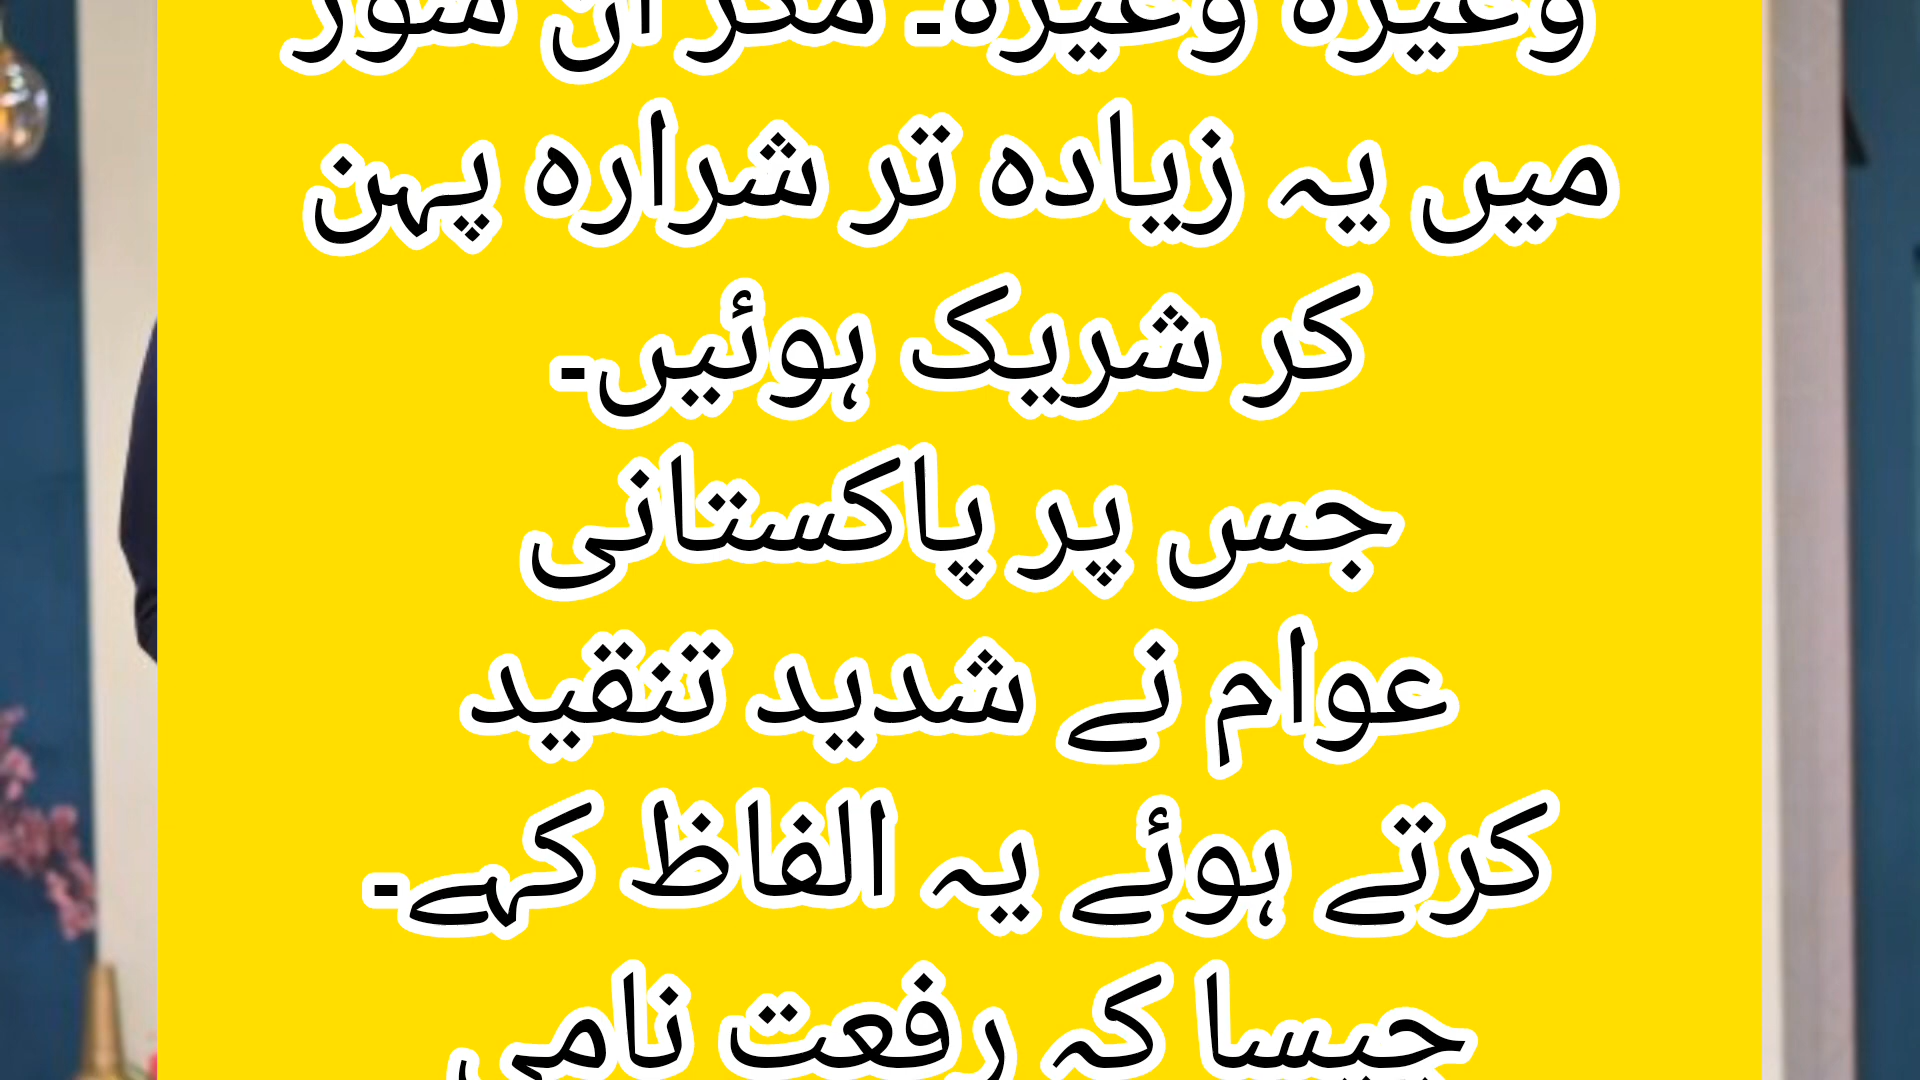 وغیرہ وغیرہ۔ مگر ان شوز
میں یہ زیادہ تر شرارہ پہن
کر شریک ہوئیں۔
جس پر پاکستانی
عوام نے شدید تنقید
کرتے ہوئے یہ الفاظ کہے۔
جیسا کہ رفعت نامی